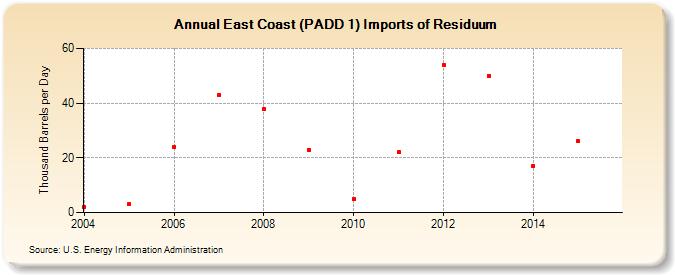 Annual East Coast (PADD 1) Imports of Residuum
Thousand Barrels per Day
60
40
20
0
2004 2006 2008 2010 2012 2014
Source: U.S. Energy Information Administration